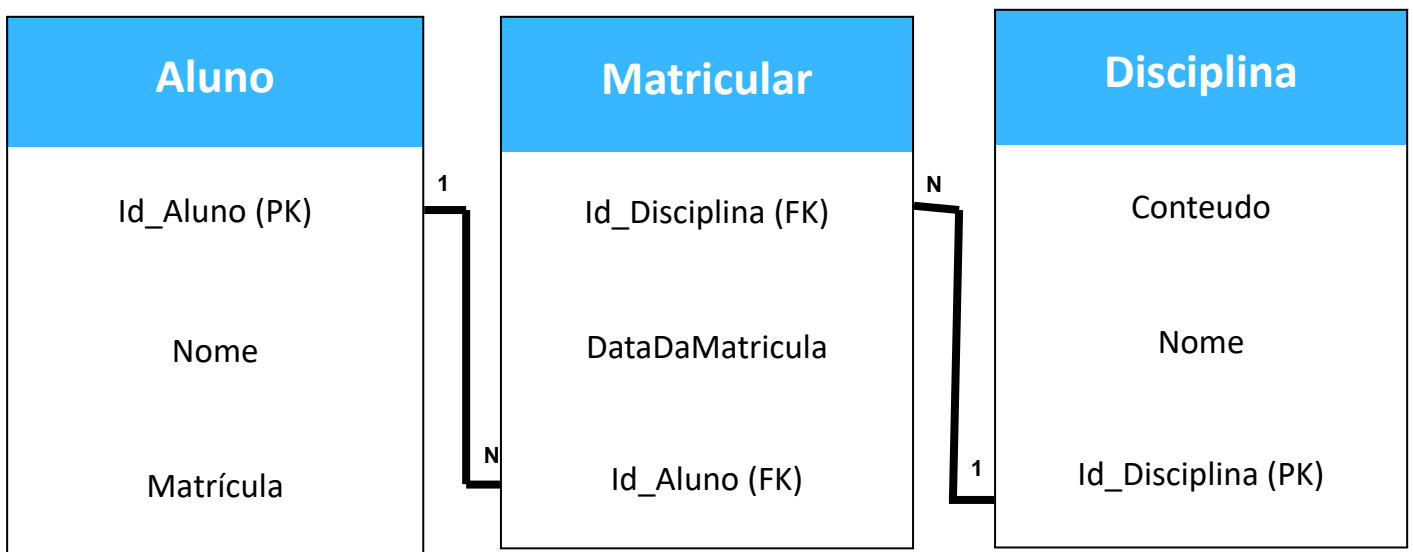 Aluno
Id_Aluno (PK)
Nome
Matrícula
1
N
Matricular
Id_Disciplina (FK)
DataDaMatricula
Id_Aluno (FK)
N
1
Disciplina
Conteudo
Nome
Id_Disciplina (PK)